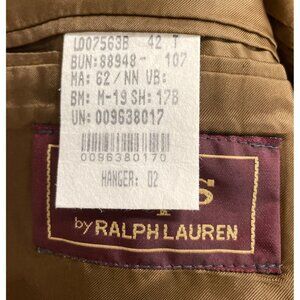 LD07563B 42 T
BUN: 88948- 107
MA: 62/NN VB:
BM: M-19 SH: 17B
UN: 009638017
0096380170
HANGER: 02
by RALPH LAUREN